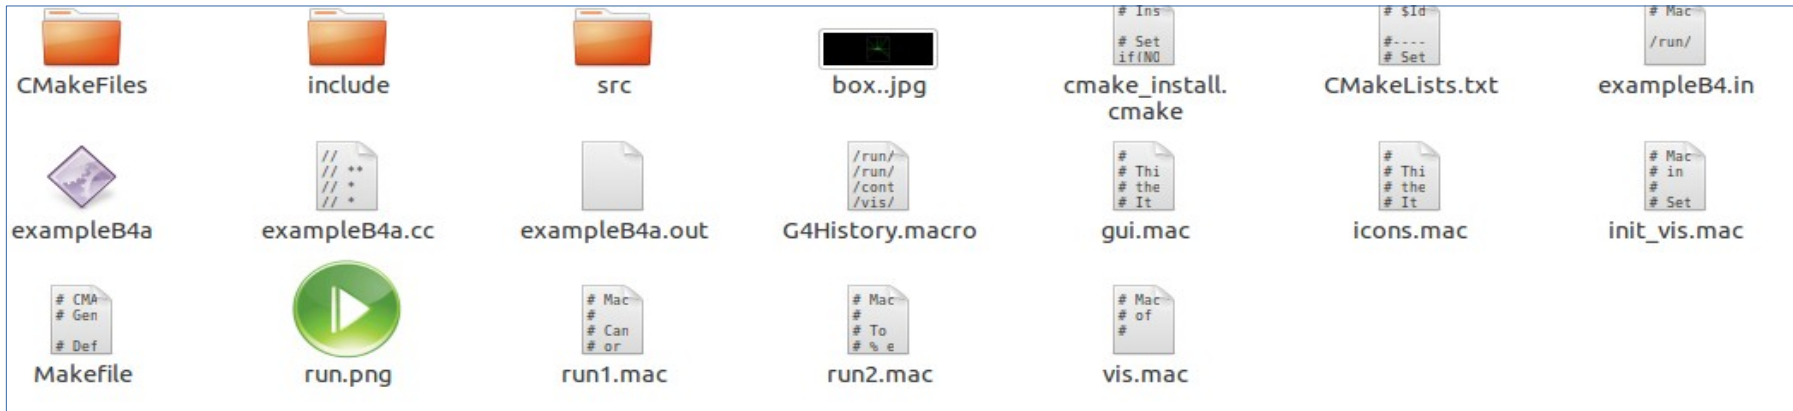 # Ins
# Set
if(NO
# $Id
#----
# Set
# Mac
/run/
CMakeFiles
include
src
box..jpg
cmake_install.
cmake
CMakeLists.txt
exampleB4.in
//
// ++
// *
// *
/run/
/run/
/cont
/vis/
#
# Thi
# the
# It
#
# Thi
# the
# It
# Mac
# in
#
# Set
exampleB4a
exampleB4a.cc
exampleB4a.out
G4History.macro
gui.mac
icons.mac
init_vis.mac
# CMA
# Gen
# Def
# Mac
#
# Can
# or
# Mac
#
# To
# % e
# Mac
# of
#
Makefile
run.png
run1.mac
run2.mac
vis.mac